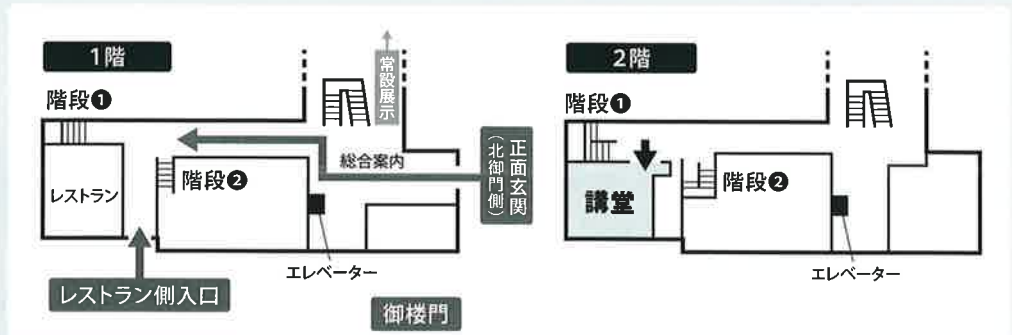 1階
常設展示
階段❶
総合案内
正面玄関
（北御門側）
階段❷
レストラン
エレベーター
レストラン側入口
御楼門
2階
階段❶
階段❷
講堂
エレベーター